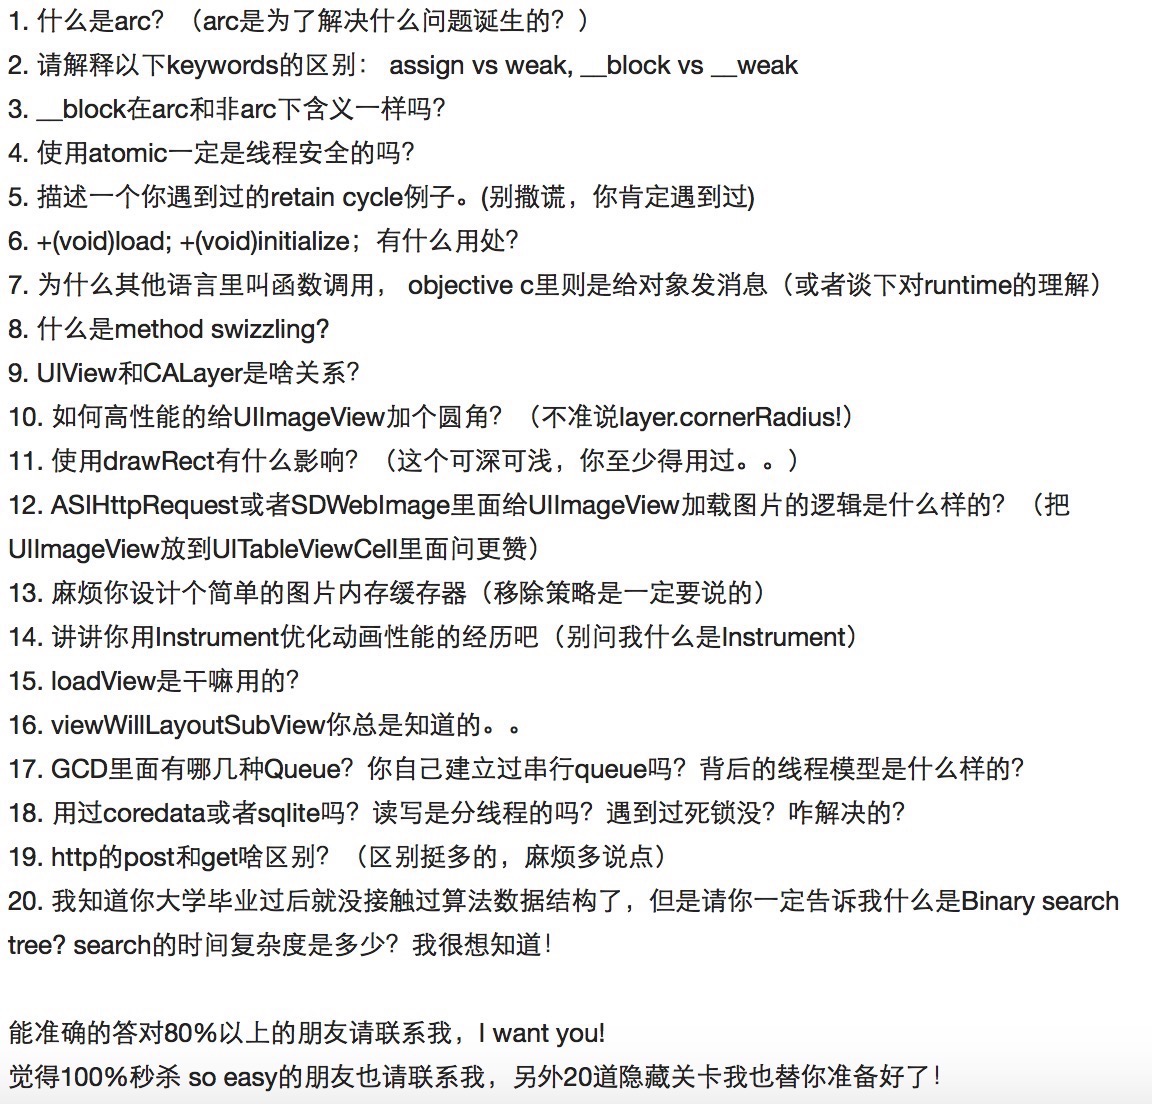 1. 什么是arc？（arc是为了解决什么问题诞生的？）
2. 请解释以下keywords的区别： assign vs weak, __block vs __weak
3. __block在arc和非arc下含义一样吗？
4. 使用atomic一定是线程安全的吗？
5. 描述一个你遇到过的retain cycle例子。(别撒谎，你肯定遇到过)
6. +(void)load; +(void)initialize；有什么用处？
7. 为什么其他语言里叫函数调用， objective c里则是给对象发消息（或者谈下对runtime的理解）
8. 什么是method swizzling?
9. UIView和CALayer是啥关系？
10. 如何高性能的给UIImageView加个圆角？（不准说layer.cornerRadius!）
11. 使用drawRect有什么影响？（这个可深可浅，你至少得用过。。）
12. ASIHttpRequest或者SDWebImage里面给UIImageView加载图片的逻辑是什么样的？（把
UIImageView放到UITableViewCell里面问更赞）
13. 麻烦你设计个简单的图片内存缓存器（移除策略是一定要说的）
14. 讲讲你用Instrument优化动画性能的经历吧（别问我什么是Instrument）
15. loadView是干嘛用的？
16. viewWillLayoutSubView你总是知道的。。
17. GCD里面有哪几种Queue？你自己建立过串行queue吗？背后的线程模型是什么样的？
18. 用过coredata或者sqlite吗？读写是分线程的吗？遇到过死锁没？咋解决的？
19. http的post和get啥区别？（区别挺多的，麻烦多说点）
20. 我知道你大学毕业过后就没接触过算法数据结构了，但是请你一定告诉我什么是Binary search
tree? search的时间复杂度是多少？我很想知道！
能准确的答对80%以上的朋友请联系我，I want you!
觉得100%秒杀 so easy的朋友也请联系我，另外20道隐藏关卡我也替你准备好了！